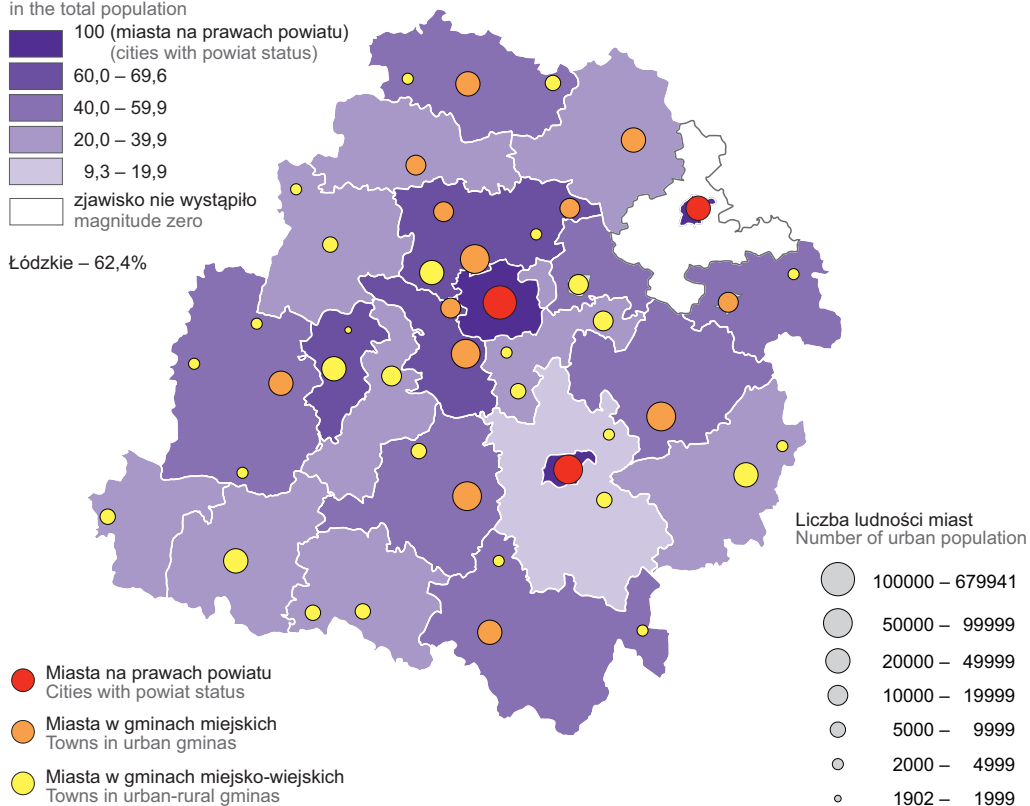 in the total population
100 (miasta na prawach powiatu)
(cities with powiat status)
60,0 – 69,6
40,0 – 59,9
20,0 – 39,9
9,3 – 19,9
zjawisko nie wystąpiło
magnitude zero
Łódzkie – 62,4%
Liczba ludności miast
Number of urban population
100000 – 679941
50000 – 99999
20000 – 49999
10000 – 19999
5000 – 9999
2000 – 4999
1902 – 1999
Miasta na prawach powiatu
Cities with powiat status
Miasta w gminach miejskich
Towns in urban gminas
Miasta w gminach miejsko-wiejskich
Towns in urban-rural gminas